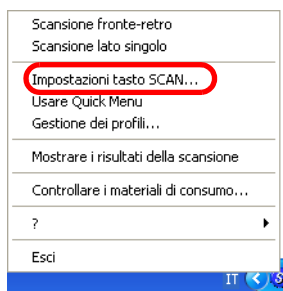 Scansione fronte-retro
Scansione lato singolo
Impostazioni tasto SCAN...
Usare Quick Menu
Gestione dei profili...
Mostrare i risultati della scansione
Controllare i materiali di consumo...
?
Esci
IT